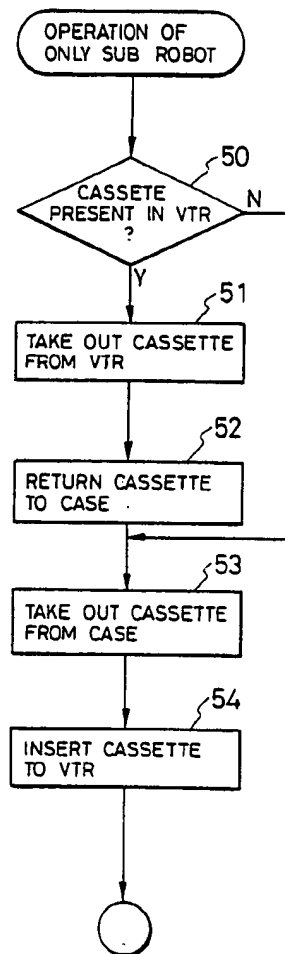 OPERATION OF
ONLY SUB ROBOT
50
CASSETE
PRESENT IN VTR
?
N
Y
51
TAKE OUT CASSETTE
FROM VTR
52
RETURN CASSETTE
TO CASE
53
TAKE OUT CASSETTE
FROM CASE
54
INSERT CASSETTE
TO VTR